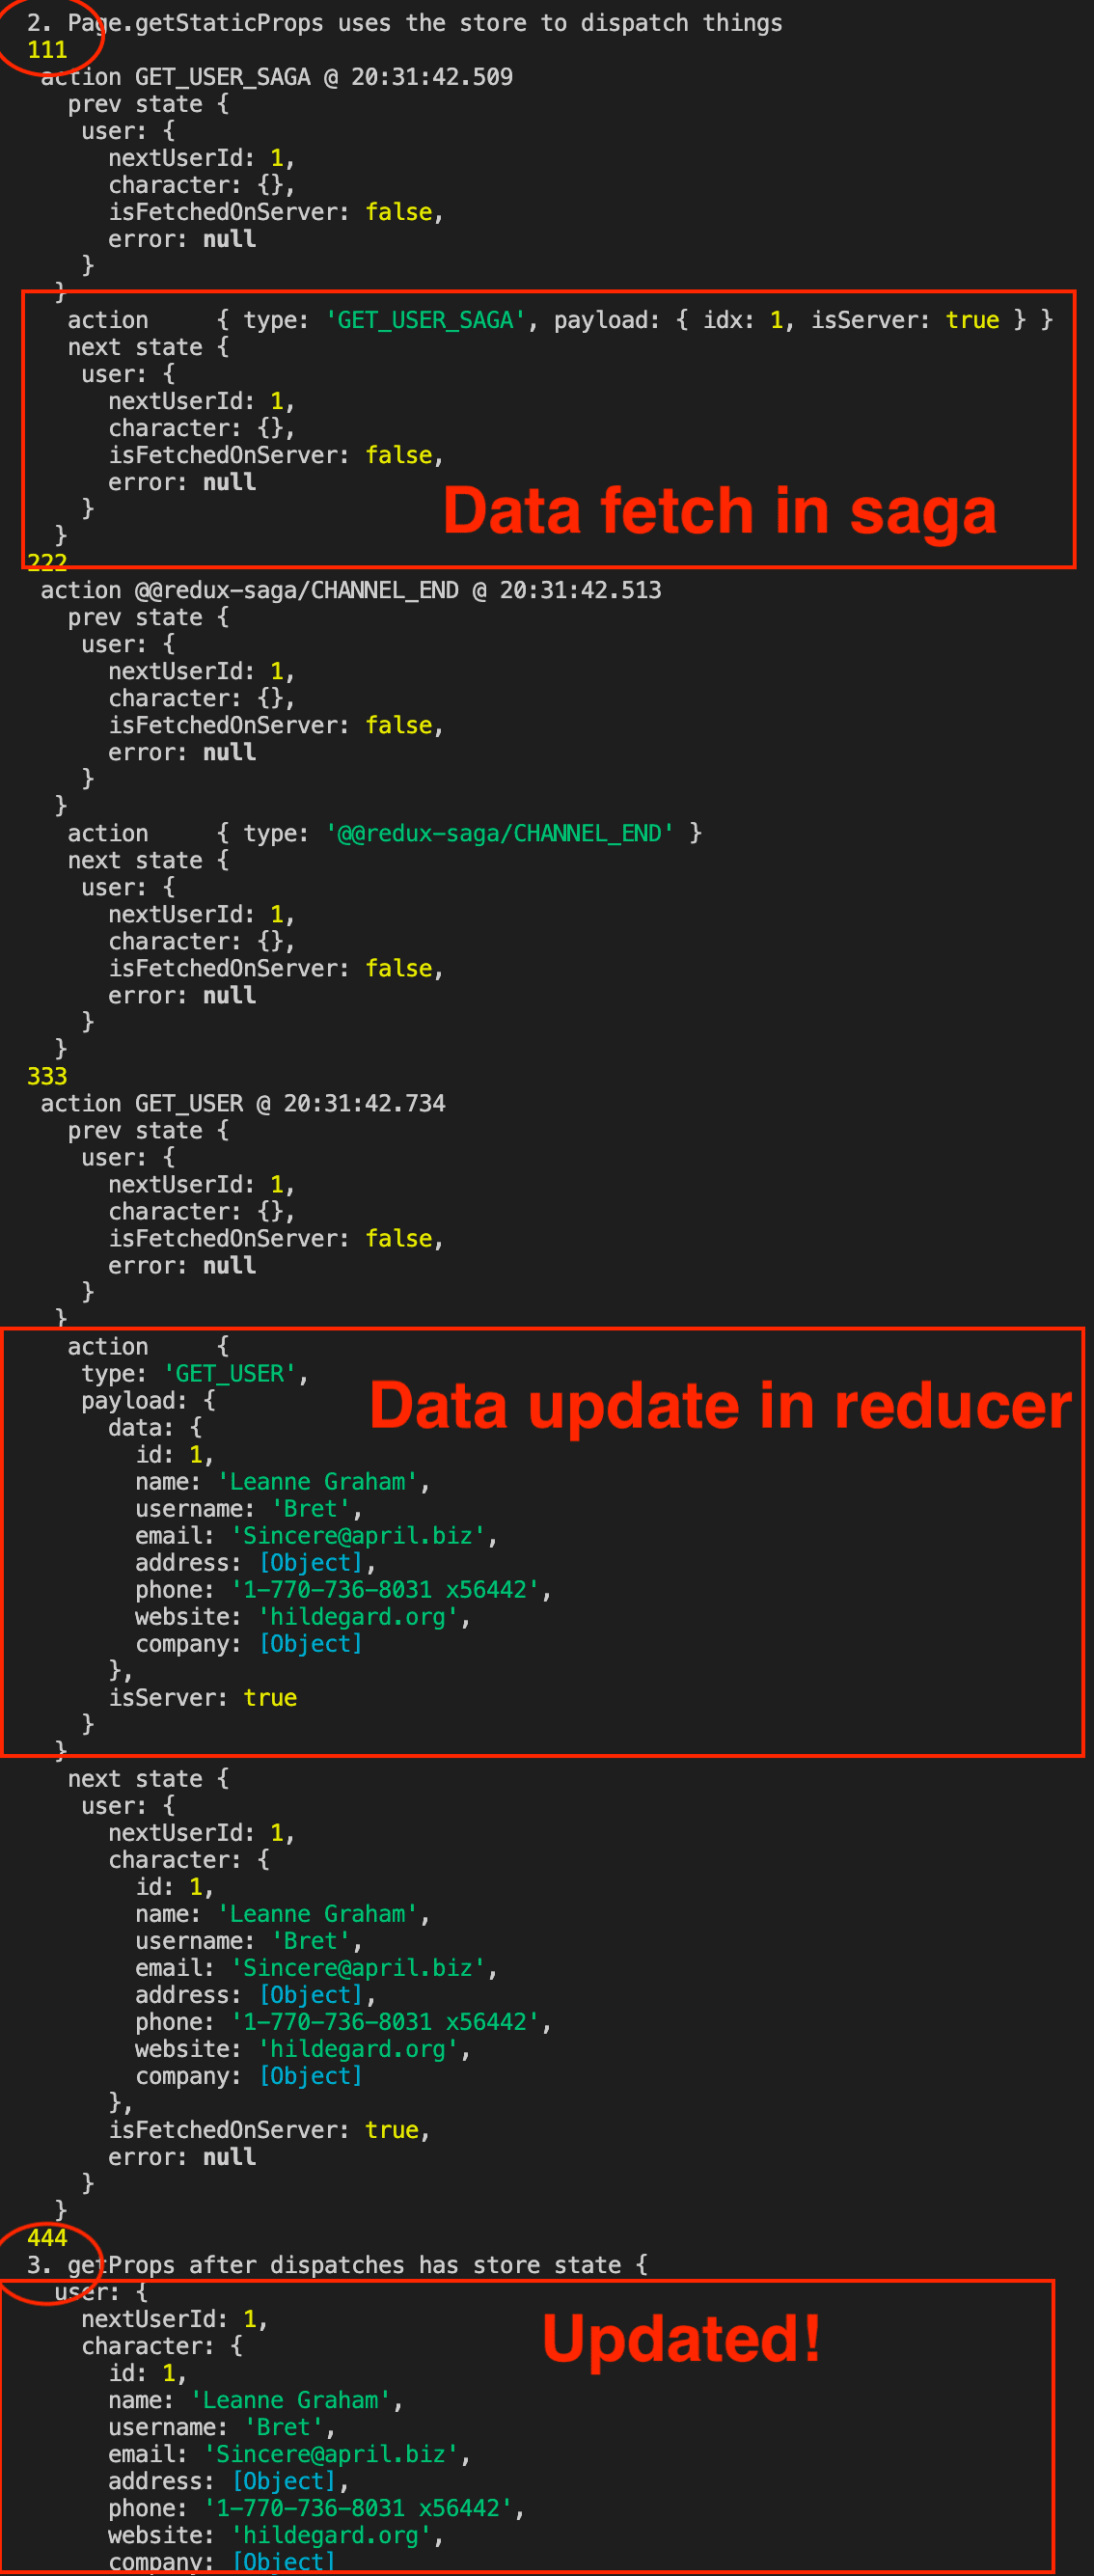 2. Page.getStaticProps uses the store to dispatch things
111
action GET_USER_SAGA @ 20:31:42.509
prev state {
user: {
nextUserId: 1,
character: {},
isFetchedOnServer: false,
error: null
}
}
action { type: 'GET_USER_SAGA', payload: { idx: 1, isServer: true } }
next state {
user: {
nextUserId: 1,
character: {},
isFetchedOnServer: false,
error: null
Data fetch in saga
}
}
222
action @@redux-saga/CHANNEL_END @ 20:31:42.513
prev state {
user: {
nextUserId: 1,
character: {},
isFetchedOnServer: false,
error: null
}
}
action { type: '@@redux-saga/CHANNEL_END' }
next state {
user: {
nextUserId: 1,
character: {},
isFetchedOnServer: false,
error: null
}
}
333
action GET_USER @ 20:31:42.734
prev state {
user: {
nextUserId: 1,
character: {},
isFetchedOnServer: false,
error: null
}
}
action {
type: 'GET_USER',
payload: {
Data update in reducer
data: {
id: 1,
name: 'Leanne Graham',
username: 'Bret',
email: 'Sincere@april.biz',
address: [Object],
phone: '1-770-736-8031 x56442',
website: 'hildegard.org',
company: [Object]
},
isServer: true
}
}
next state {
user: {
nextUserId: 1,
character: {
id: 1,
name: 'Leanne Graham',
username: 'Bret',
email: 'Sincere@april.biz',
address: [Object],
phone: '1-770-736-8031 x56442',
website: 'hildegard.org',
company: [Object]
},
isFetchedOnServer: true,
error: null
}
}
444
3. getProps after dispatches has store state {
user: {
nextUserId: 1,
Updated!
character: {
id: 1,
name: 'Leanne Graham',
username: 'Bret',
email: 'Sincere@april.biz',
address: [Object],
phone: '1-770-736-8031 x56442',
website: 'hildegard.org',
company: [Object]